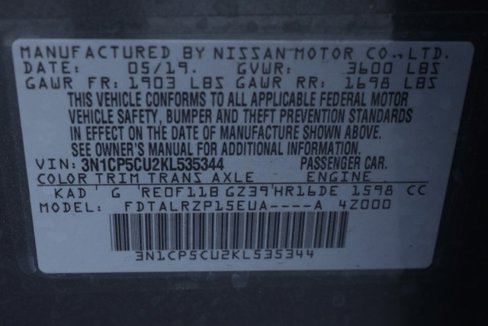 MANUFACTURED BY NISSAN MOTOR CO., LTD.
DATE: 05/19. GVWR: 3600 LBS
GAWR FR: 1903 LBS GAWR RR: 1698 LBS
THIS VEHICLE CONFORMS TO ALL APPLICABLE FEDERAL MOTOR
VEHICLE SAFETY, BUMPER AND THEFT PREVENTION STANDARDS
IN EFFECT ON THE DATE OF MANUFACTURE SHOWN ABOVE.
SEE OWNER'S MANUAL FOR ADDITIONAL INFORMATION.
VIN: 3N1CP5CU2KL535344 PASSENGER CAR.
COLOR TRIM TRANS AXLE ENGINE
KAD G RE0F11B GZ39 HR16DE 1598 CC
MODEL: FDTALRZP15EUA----A 4Z000
3N1CP5CU2KL535344